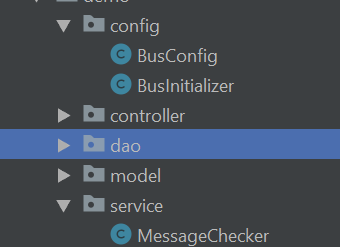 config
BusConfig
BusInitializer
controller
dao
model
service
MessageChecker